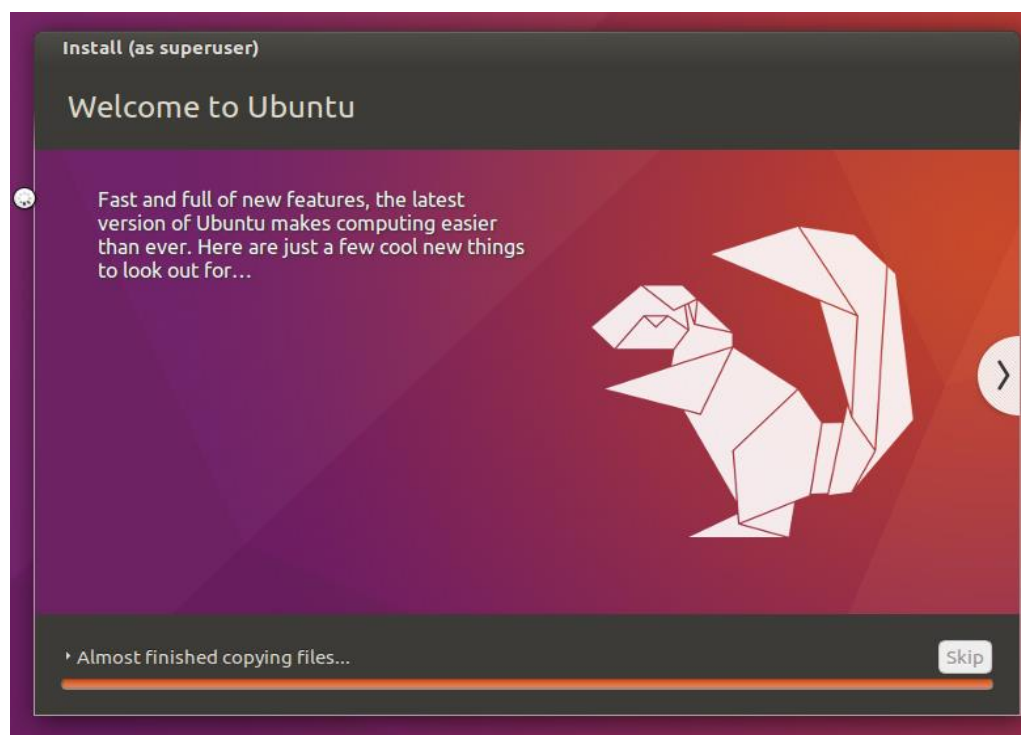 Install (as superuser)
Welcome to Ubuntu
Fast and full of new features, the latest
version of Ubuntu makes computing easier
than ever. Here are just a few cool new things
to look out for…
Almost finished copying files...
Skip